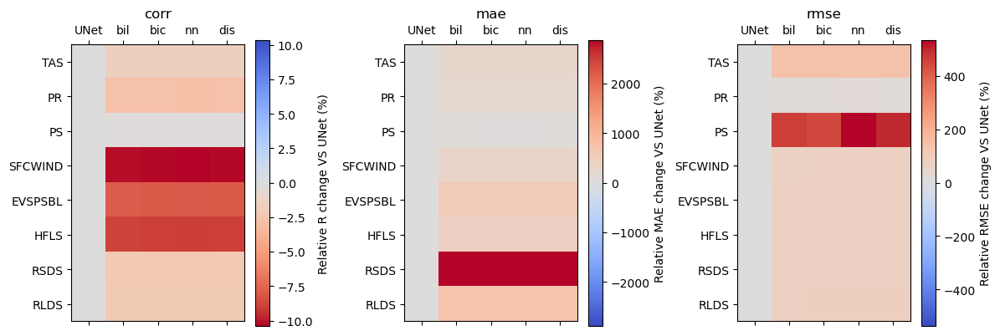 corr
UNet bil bic nn dis
TAS
PR
PS
SFCWIND
EVSPSBL
HFLS
RSDS
RLDS
10.0
7.5
5.0
2.5
0.0
−2.5
−5.0
−7.5
−10.0
Relative R change VS UNet (%)
mae
UNet bil bic nn dis
TAS
PR
PS
SFCWIND
EVSPSBL
HFLS
RSDS
RLDS
2000
1000
0
−1000
−2000
Relative MAE change VS UNet (%)
rmse
UNet bil bic nn dis
TAS
PR
PS
SFCWIND
EVSPSBL
HFLS
RSDS
RLDS
400
200
0
−200
−400
Relative RMSE change VS UNet (%)